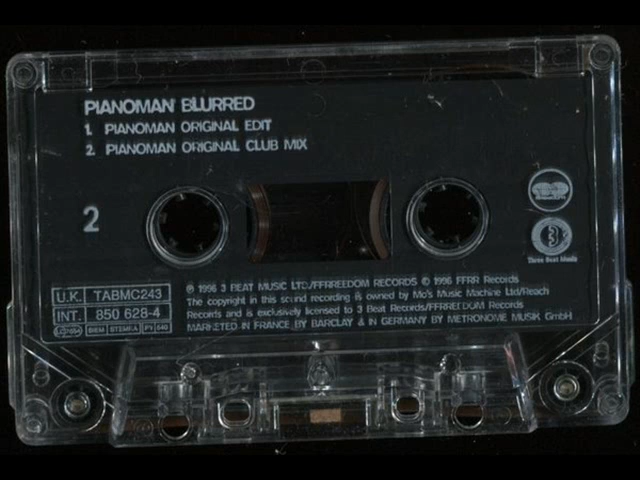 PIANOMAN BLURRED
1. PIANOMAN ORIGINAL EDIT
2. PIANOMAN ORIGINAL CLUB MIX
2
Three Beat Music
U.K. TABMC243
INT. 850 628-4
BIEM STEMRA PY 640
℗ 1996 3 BEAT MUSIC LTD/FFRREEDOM RECORDS © 1996 FFRR Records
The copyright in this sound recording is owned by Mo's Music Machine Ltd/Reach
Records and is exclusively licensed to 3 Beat Records/FFRREEDOM Records
MARKETED IN FRANCE BY BARCLAY & IN GERMANY BY METRONOME MUSIK GmbH